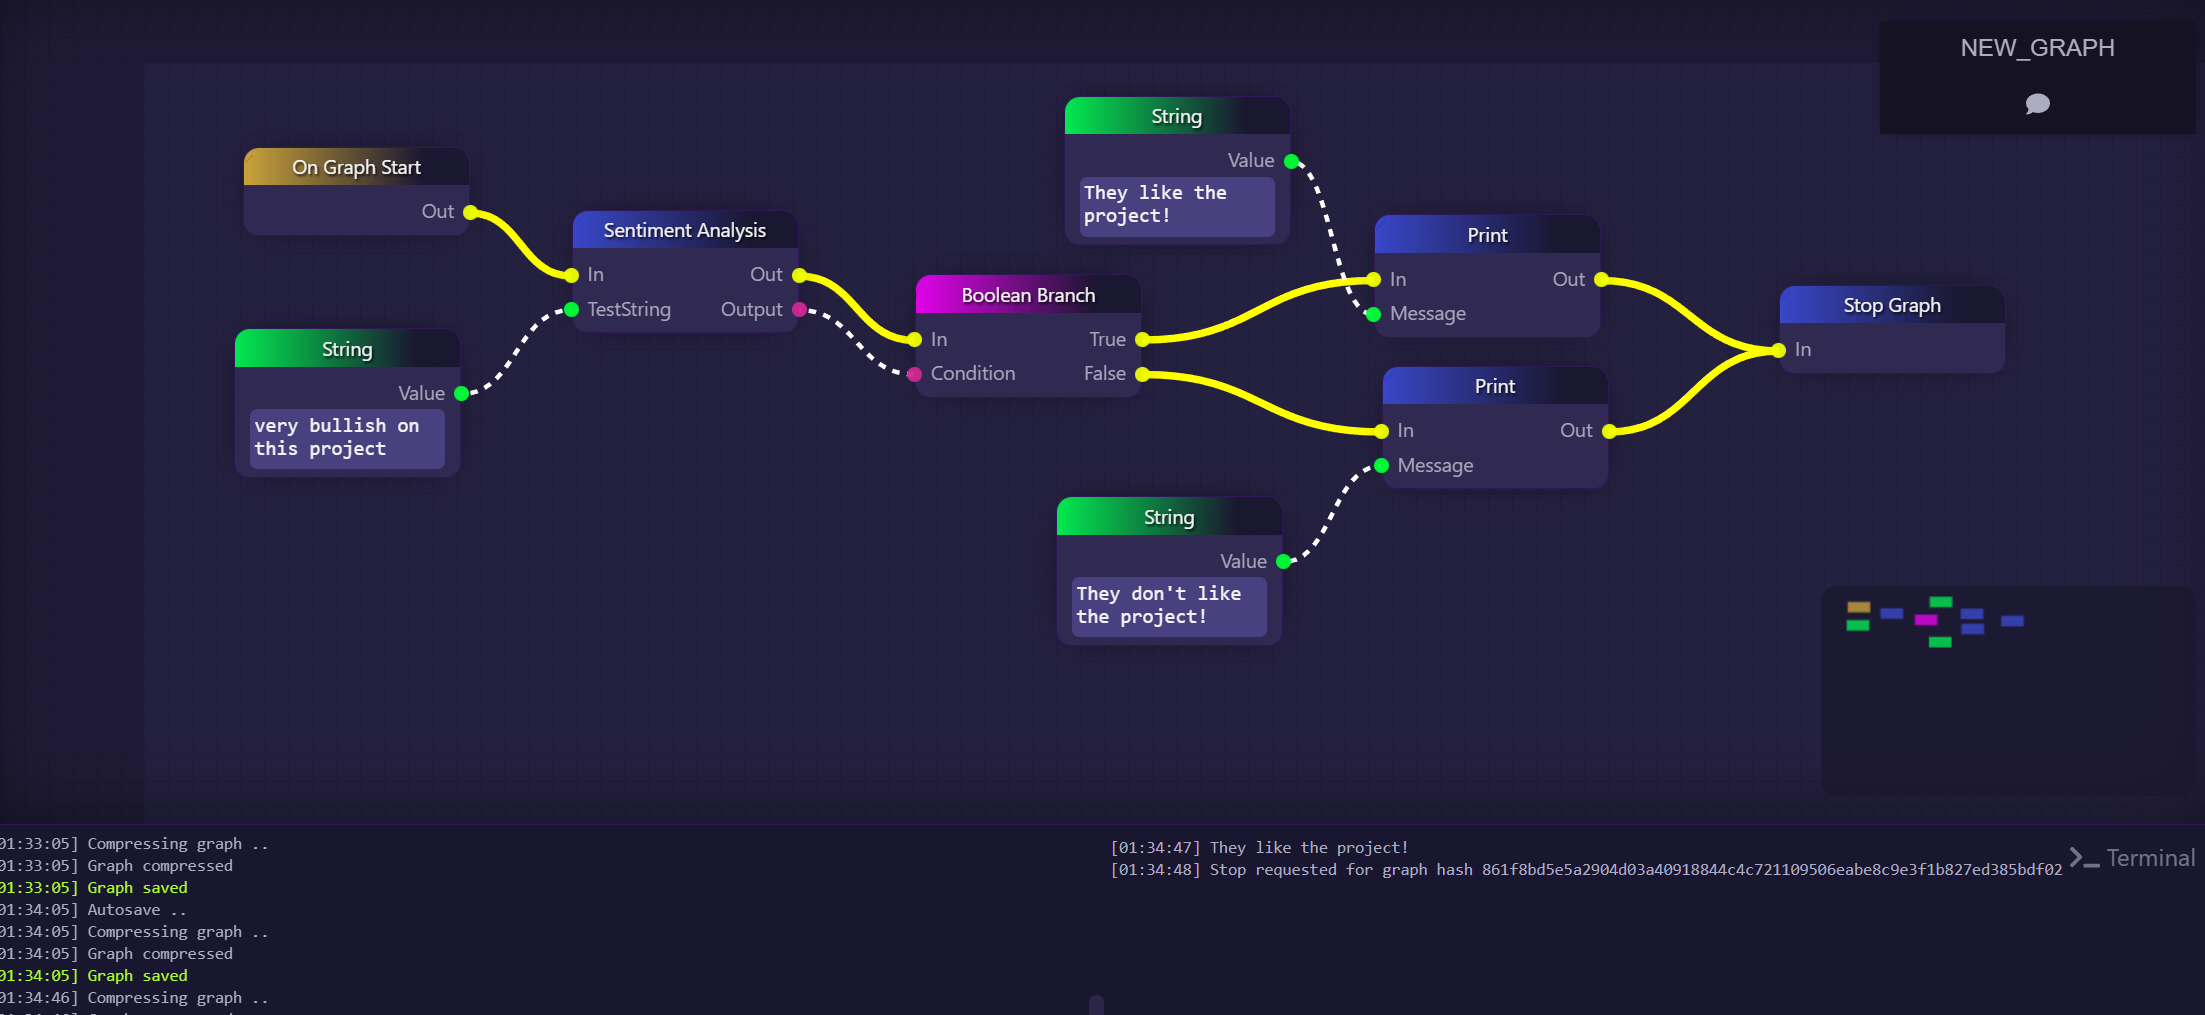 NEW_GRAPH
On Graph Start
Out
String
Value
very bullish on
this project
Sentiment Analysis
In Out
TestString Output
Boolean Branch
In True
Condition False
String
Value
They like the
project!
Print
In Out
Message
Print
In Out
Message
String
Value
They don't like
the project!
Stop Graph
In
01:33:05] Compressing graph ..
01:33:05] Graph compressed
01:33:05] Graph saved
01:34:05] Autosave ..
01:34:05] Compressing graph ..
01:34:05] Graph compressed
01:34:05] Graph saved
01:34:46] Compressing graph ..
[01:34:47] They like the project!
[01:34:48] Stop requested for graph hash 861f8bd5e5a2904d03a40918844c4c721109506eabe8c9e3f1b827ed385bdf02
Terminal